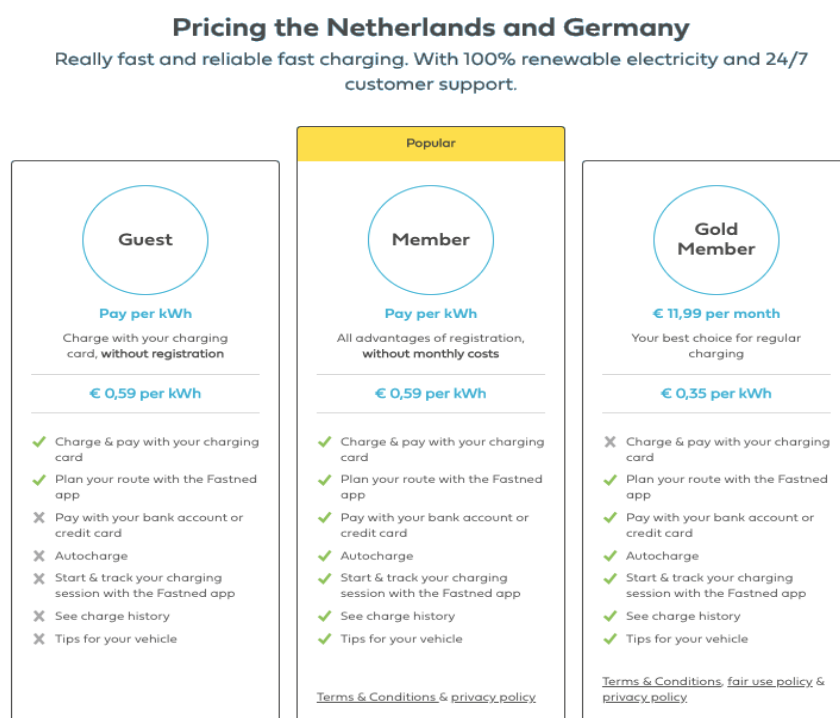 Pricing the Netherlands and Germany
Really fast and reliable fast charging. With 100% renewable electricity and 24/7
customer support.
Popular
Guest
Pay per kWh
Charge with your charging
card, without registration
€ 0,59 per kWh
Charge & pay with your charging
card
Plan your route with the Fastned
app
Pay with your bank account or
credit card
Autocharge
Start & track your charging
session with the Fastned app
See charge history
Tips for your vehicle
Member
Pay per kWh
All advantages of registration,
without monthly costs
€ 0,59 per kWh
Charge & pay with your charging
card
Plan your route with the Fastned
app
Pay with your bank account or
credit card
Autocharge
Start & track your charging
session with the Fastned app
See charge history
Tips for your vehicle
Terms & Conditions & privacy policy
Gold
Member
€ 11,99 per month
Your best choice for regular
charging
€ 0,35 per kWh
Charge & pay with your charging
card
Plan your route with the Fastned
app
Pay with your bank account or
credit card
Autocharge
Start & track your charging
session with the Fastned app
See charge history
Tips for your vehicle
Terms & Conditions, fair use policy &
privacy policy